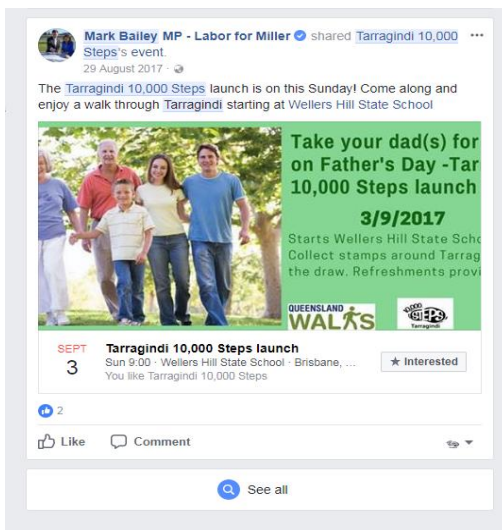 Mark Bailey MP - Labor for Miller shared Tarragindi 10,000
Steps's event.
29 August 2017 ·
The Tarragindi 10,000 Steps launch is on this Sunday! Come along and
enjoy a walk through Tarragindi starting at Wellers Hill State School
Take your dad(s) for
on Father's Day -Tar
10,000 Steps launch
3/9/2017
Starts Wellers Hill State Scho
Collect stamps around Tarrag
the draw. Refreshments provi
QUEENSLAND
WALKS
10,000
STEPS
Tarragindi
SEPT
3
Tarragindi 10,000 Steps launch
Sun 9:00 · Wellers Hill State School · Brisbane, ...
You like Tarragindi 10,000 Steps
★ Interested
2
Like
Comment
See all